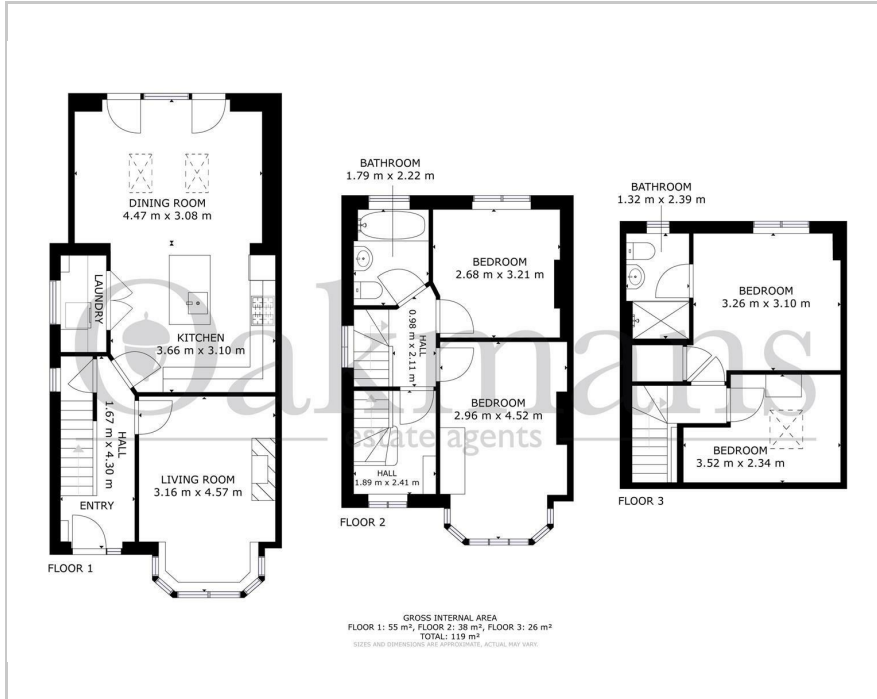 DINING ROOM
4.47 m x 3.08 m
LAUNDRY
KITCHEN
3.66 m x 3.10 m
HALL
1.67 m x 4.30 m
LIVING ROOM
3.16 m x 4.57 m
ENTRY
FLOOR 1
BATHROOM
1.79 m x 2.22 m
BEDROOM
2.68 m x 3.21 m
HALL
0.98 m x 2.11 m
BEDROOM
2.96 m x 4.52 m
HALL
1.89 m x 2.41 m
FLOOR 2
BATHROOM
1.32 m x 2.39 m
BEDROOM
3.26 m x 3.10 m
BEDROOM
3.52 m x 2.34 m
FLOOR 3
Oakmans
estate agents
GROSS INTERNAL AREA
FLOOR 1: 55 m², FLOOR 2: 38 m², FLOOR 3: 26 m²
TOTAL: 119 m²
SIZES AND DIMENSIONS ARE APPROXIMATE, ACTUAL MAY VARY.